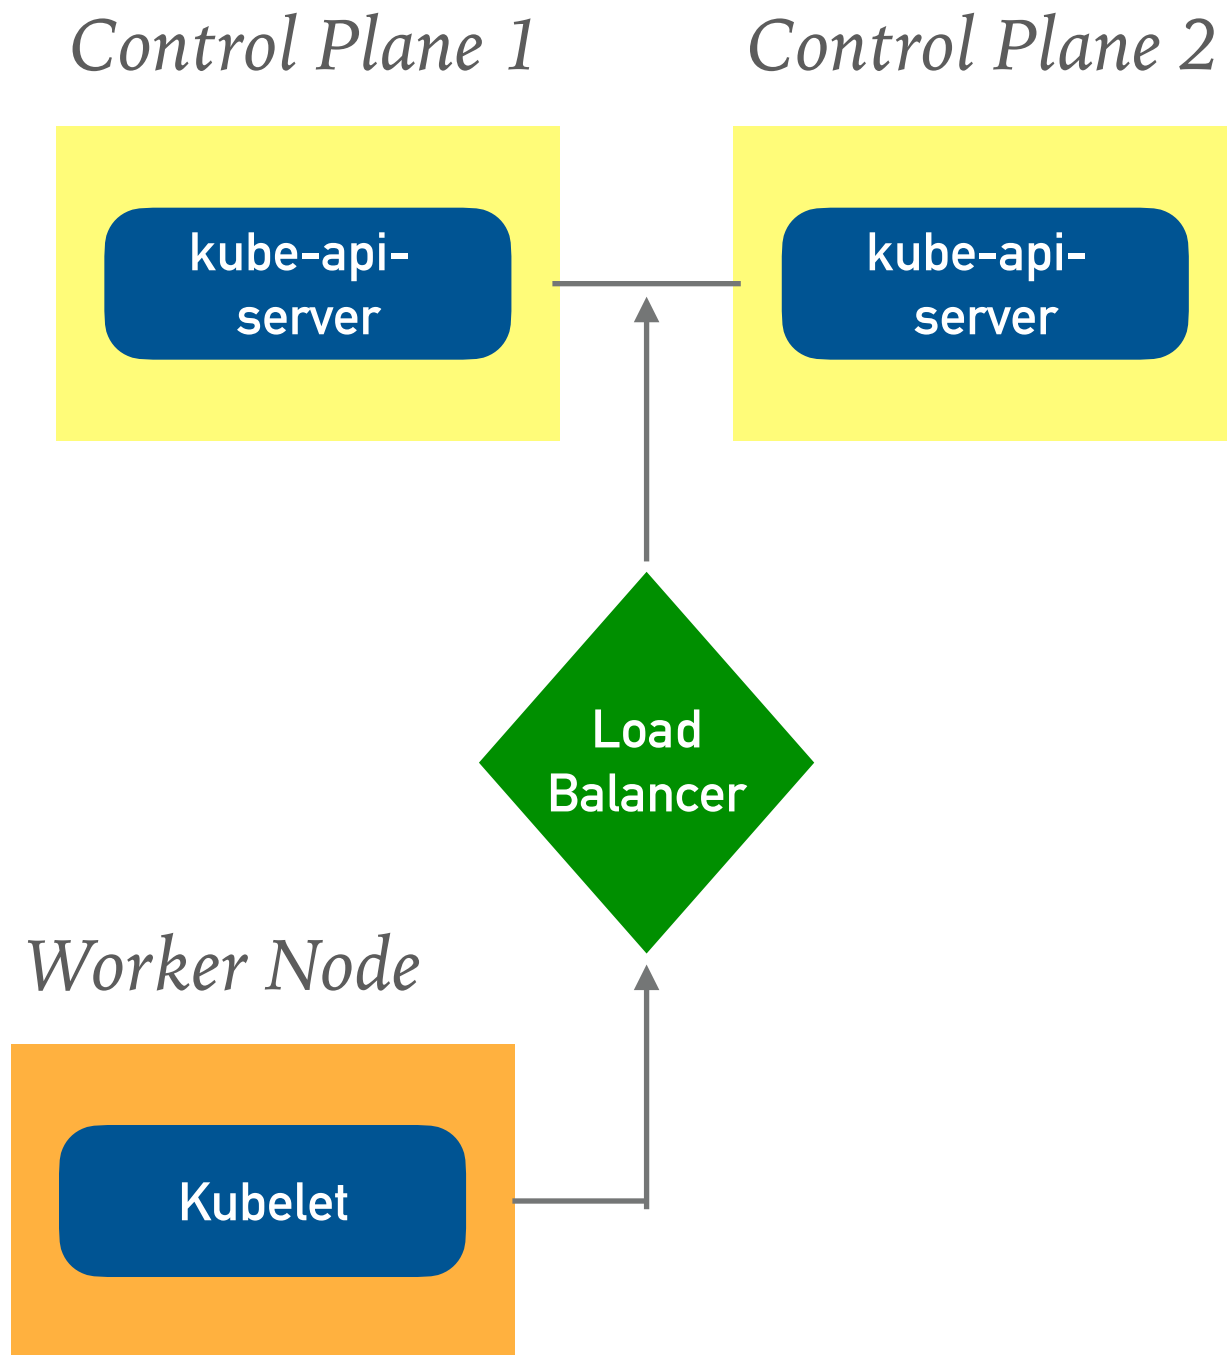 Control Plane 1
Control Plane 2
kube-api-
server
kube-api-
server
Load
Balancer
Worker Node
Kubelet